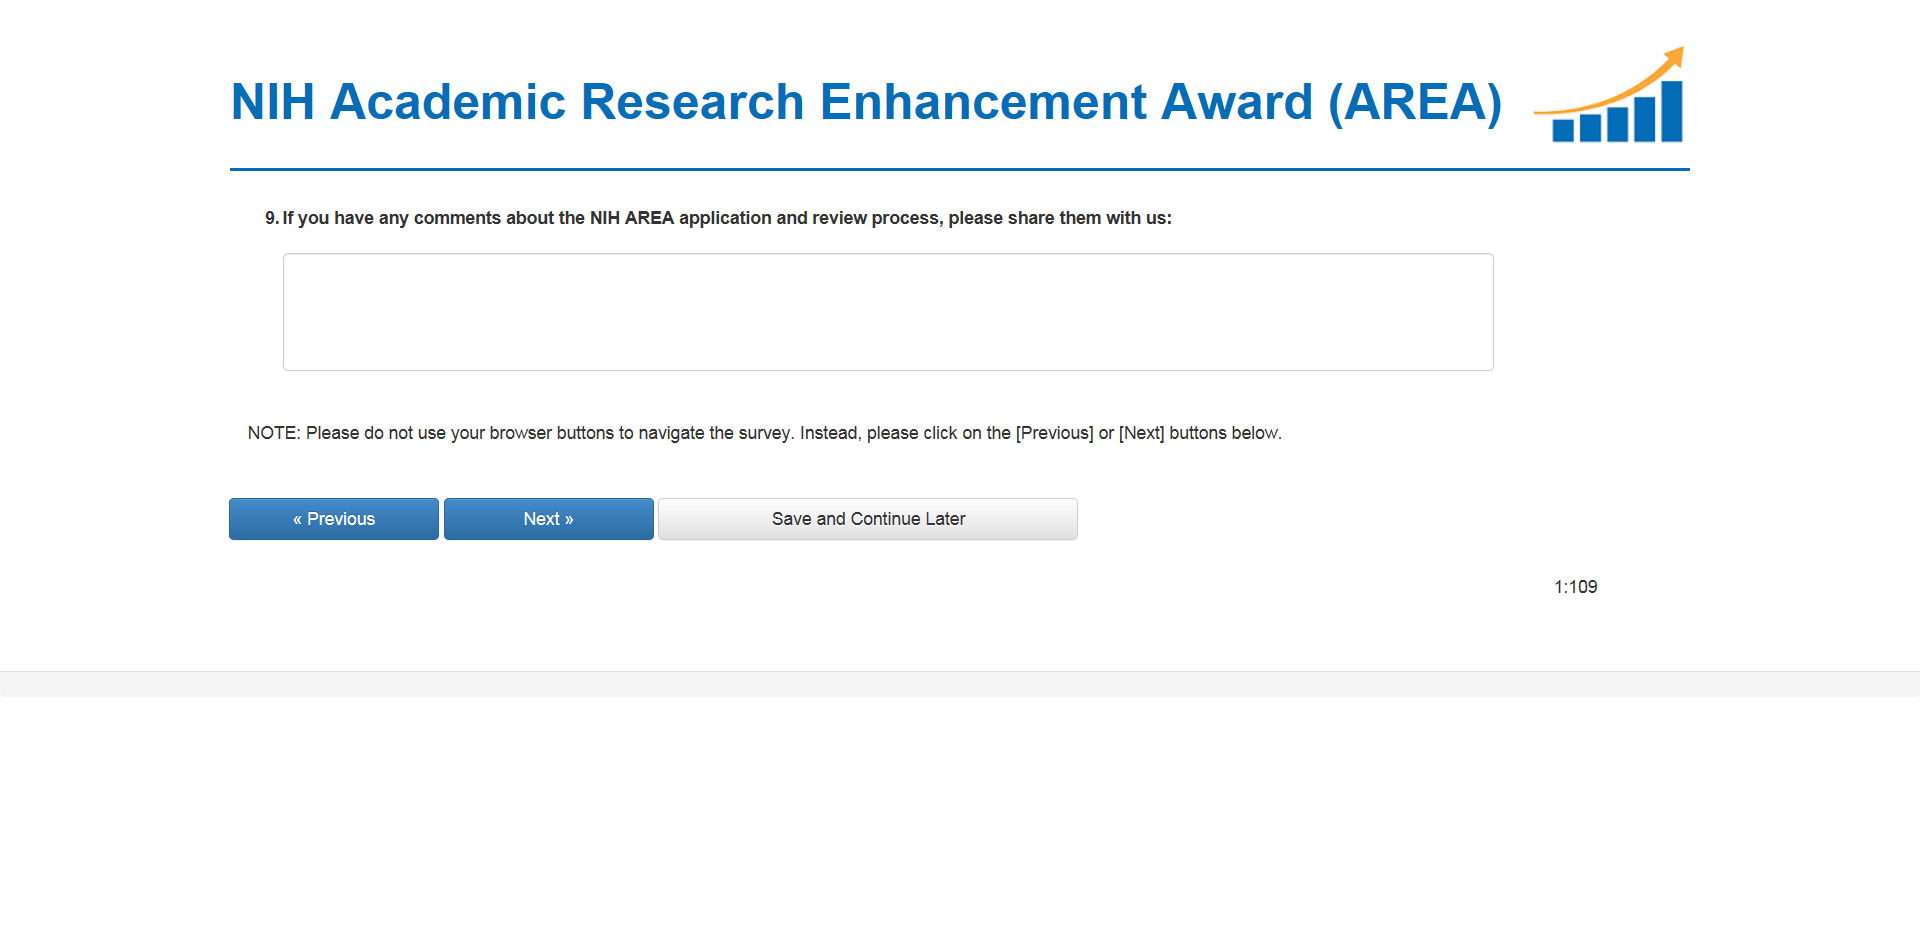 NIH Academic Research Enhancement Award (AREA)
9. If you have any comments about the NIH AREA application and review process, please share them with us:
NOTE: Please do not use your browser buttons to navigate the survey. Instead, please click on the [Previous] or [Next] buttons below.
« Previous
Next »
Save and Continue Later
1:109